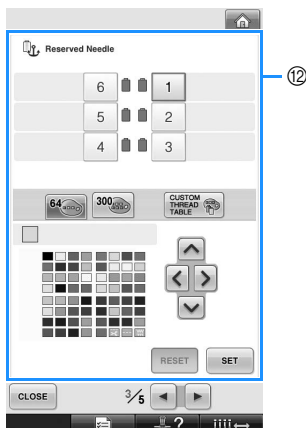 Reserved Needle
⑫
6 1
5 2
4 3
64 300 CUSTOM
THREAD
TABLE
RESET SET
CLOSE 3/5
?